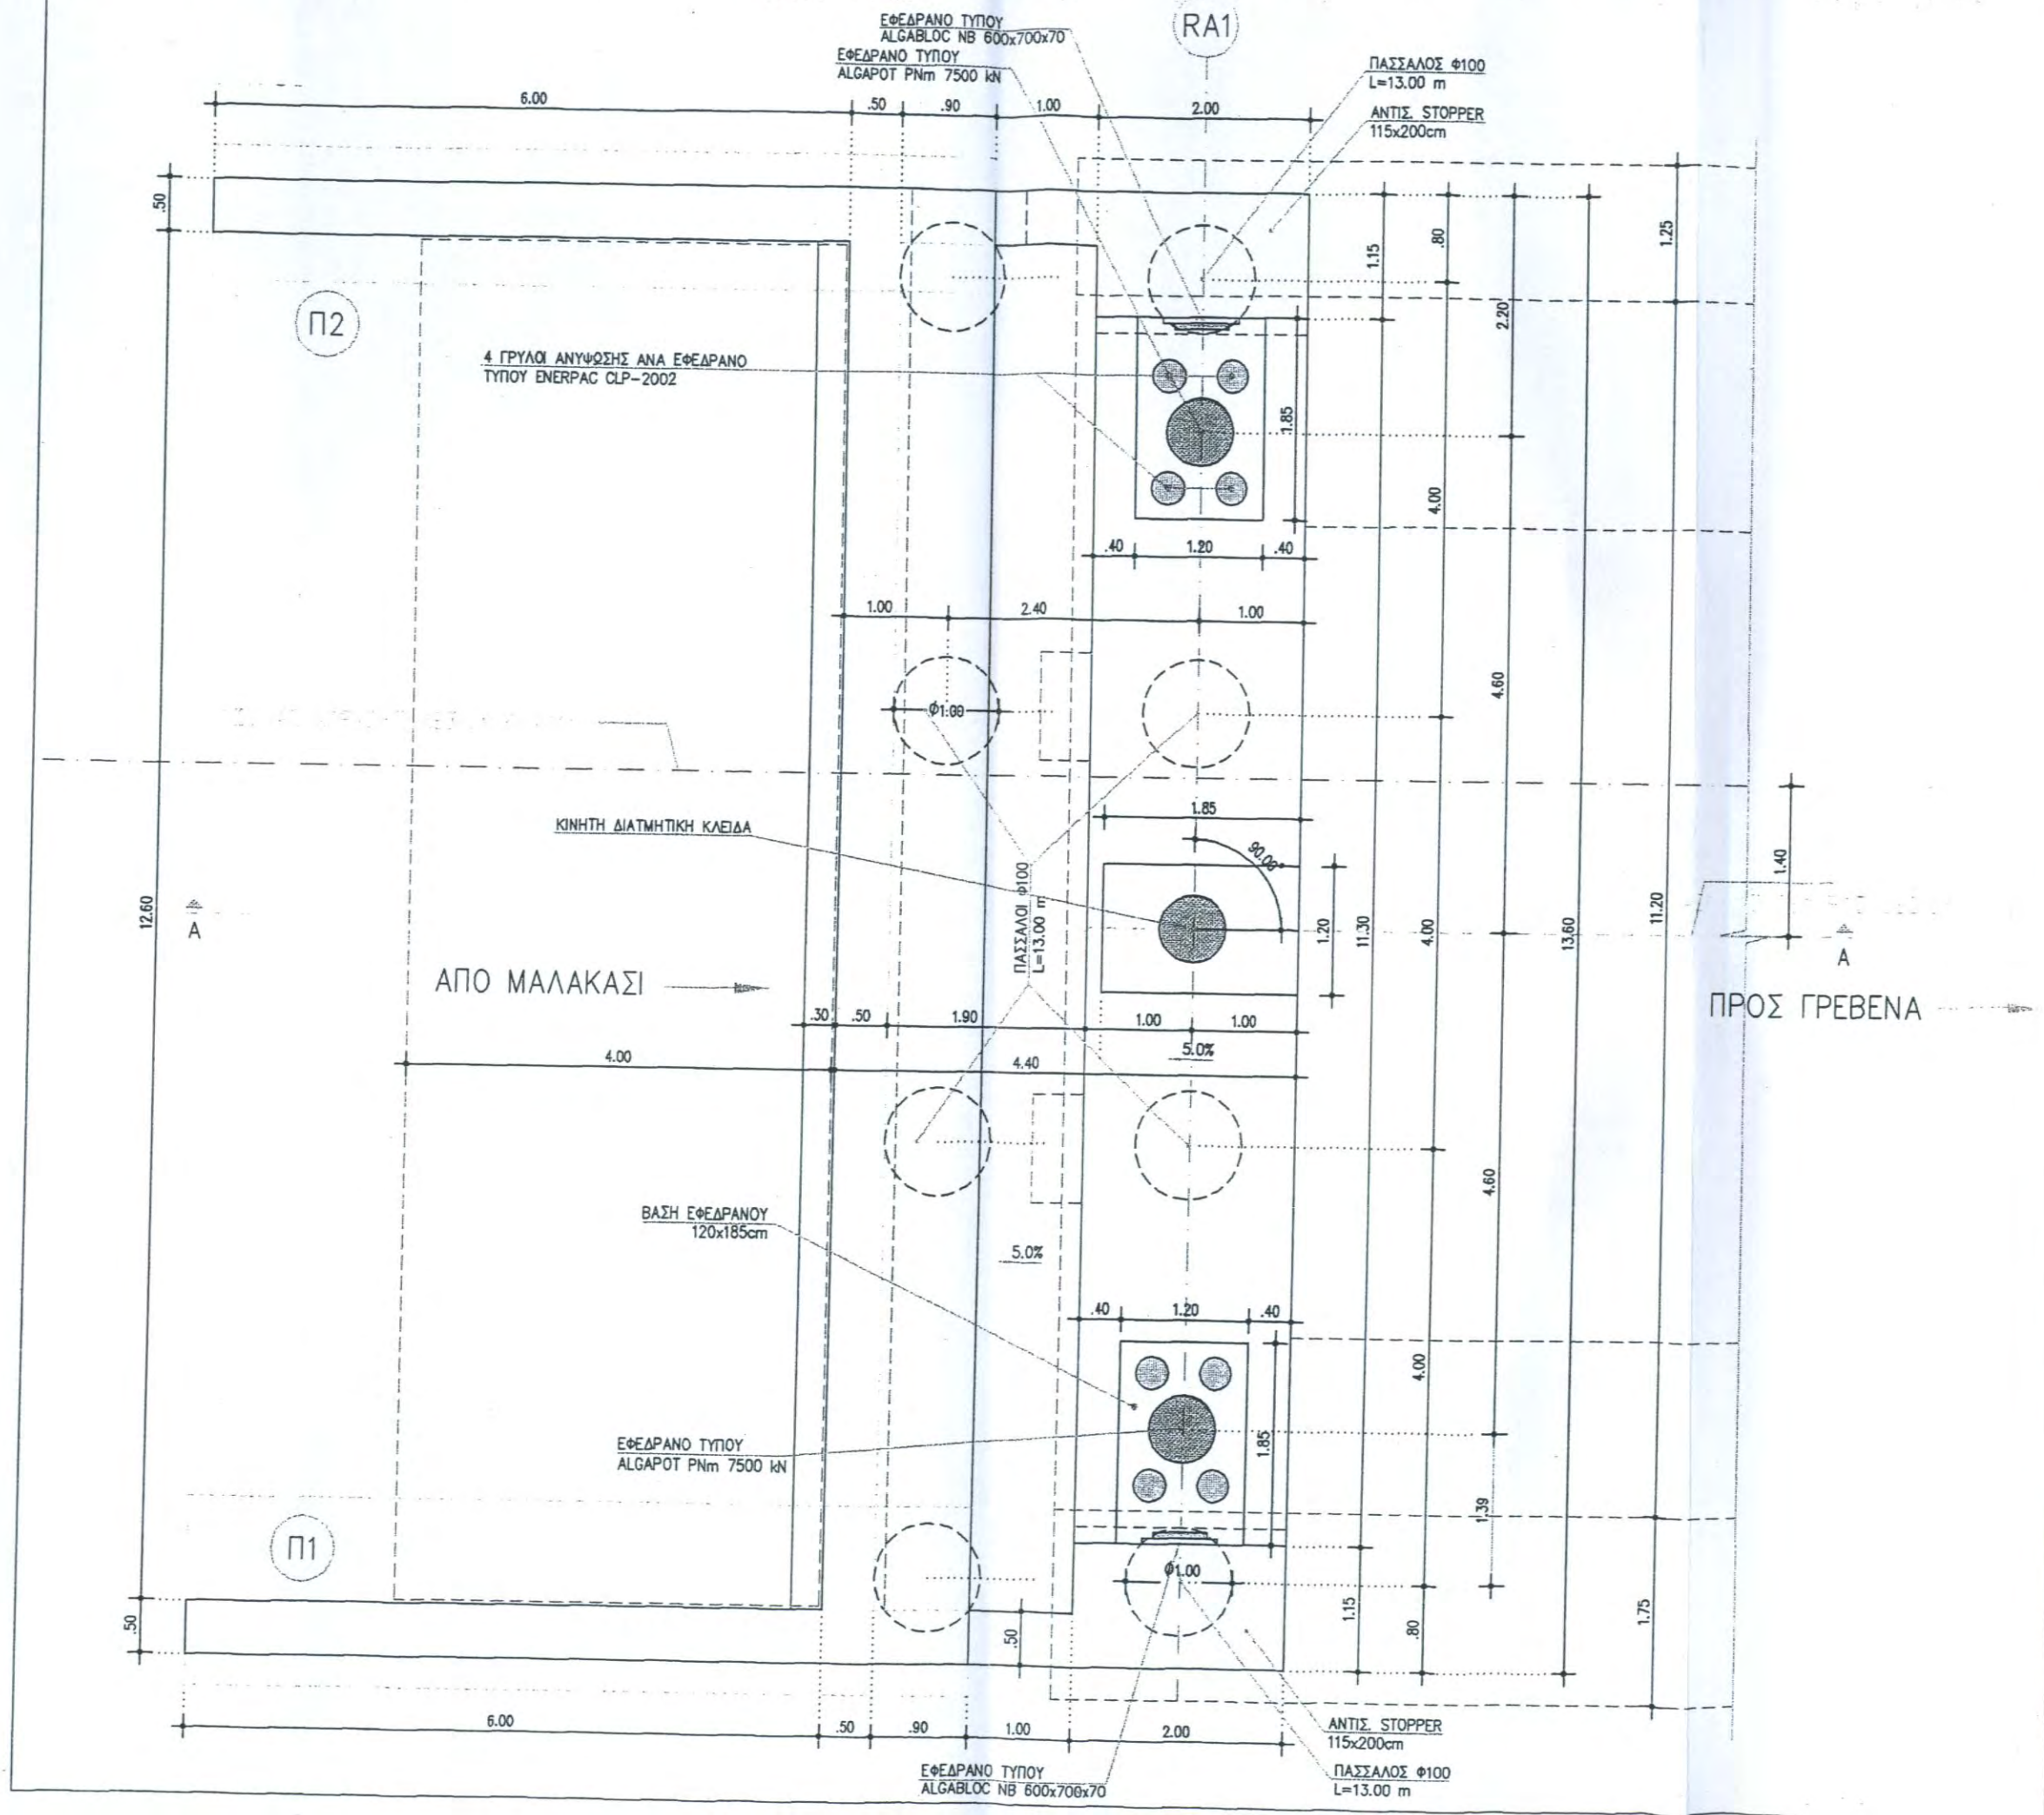 ΕΦΕΔΡΑΝΟ ΤΥΠΟΥ
ALGABLOC NB 600x700x70
ΕΦΕΔΡΑΝΟ ΤΥΠΟΥ
ALGAPOT PNm 7500 kN
RA1
ΠΑΣΣΑΛΟΣ Φ100
L=13.00 m
ΑΝΤΙΣ. STOPPER
115x200cm
6.00
.50
.90
1.00
2.00
.50
1.15
.80
2.20
1.25
Π2
4 ΓΡΥΛΟΙ ΑΝΥΨΩΣΗΣ ΑΝΑ ΕΦΕΔΡΑΝΟ
ΤΥΠΟΥ ENERPAC CLP-2002
1.85
4.00
.40
1.20
.40
1.00
2.40
1.00
4.60
Φ1.00
ΚΙΝΗΤΗ ΔΙΑΤΜΗΤΙΚΗ ΚΛΕΙΔΑ
1.85
90.00°
1.40
12.60
A
ΠΑΣΣΑΛΟΙ Φ100
L=13.00 m
1.20
11.30
4.00
13.60
11.20
A
ΑΠΟ ΜΑΛΑΚΑΣΙ
ΠΡΟΣ ΓΡΕΒΕΝΑ
.30
.50
1.90
1.00
1.00
5.0%
4.00
4.40
4.60
ΒΑΣΗ ΕΦΕΔΡΑΝΟΥ
120x185cm
5.0%
.40
1.20
.40
4.00
ΕΦΕΔΡΑΝΟ ΤΥΠΟΥ
ALGAPOT PNm 7500 kN
1.85
1.39
Π1
Φ1.00
.50
.50
1.15
.80
1.75
6.00
.50
.90
1.00
2.00
ΑΝΤΙΣ. STOPPER
115x200cm
ΕΦΕΔΡΑΝΟ ΤΥΠΟΥ
ALGABLOC NB 600x700x70
ΠΑΣΣΑΛΟΣ Φ100
L=13.00 m